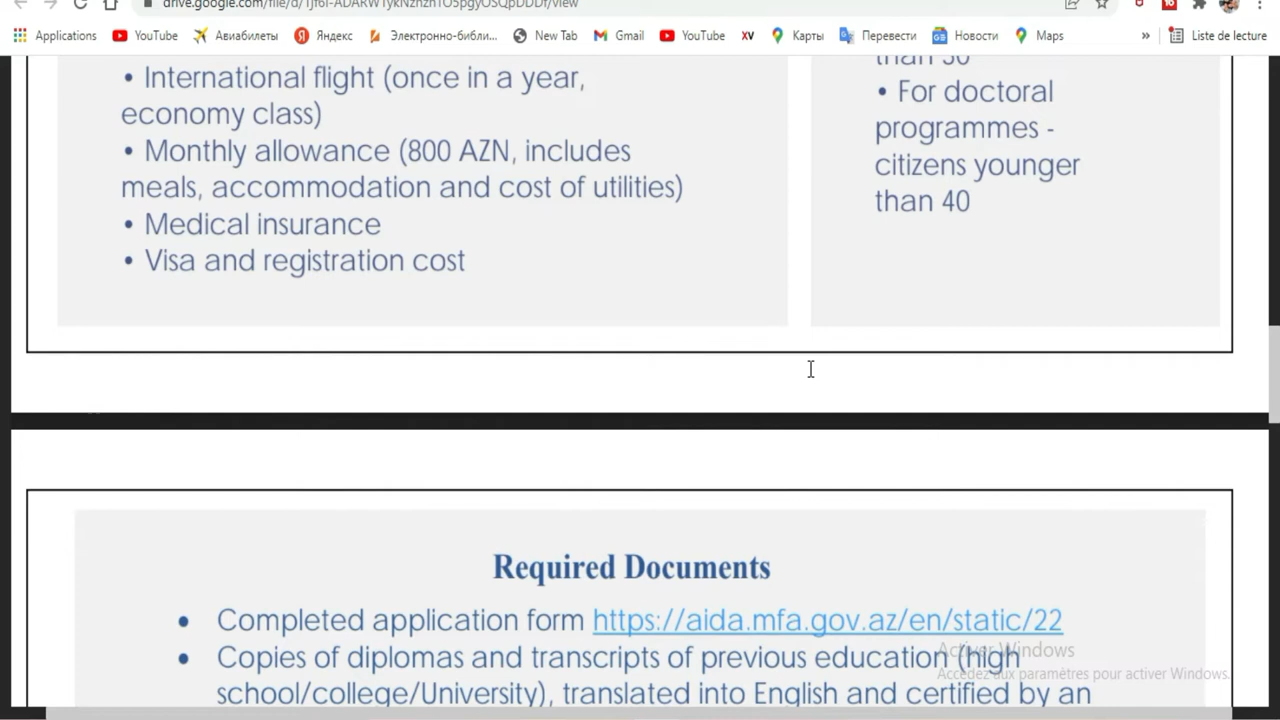 Applications YouTube Авиабилеты Яндекс Электронно-библи... New Tab Gmail YouTube XV Карты Перевести Новости Maps » Liste de lecture
• International flight (once in a year,
economy class)
• Monthly allowance (800 AZN, includes
meals, accommodation and cost of utilities)
• Medical insurance
• Visa and registration cost
than 30
• For doctoral
programmes -
citizens younger
than 40
Required Documents
• Completed application form https://aida.mfa.gov.az/en/static/22
• Copies of diplomas and transcripts of previous education (high
school/college/University), translated into English and certified by an
Activer Windows
Accédez aux paramètres pour activer Windows.